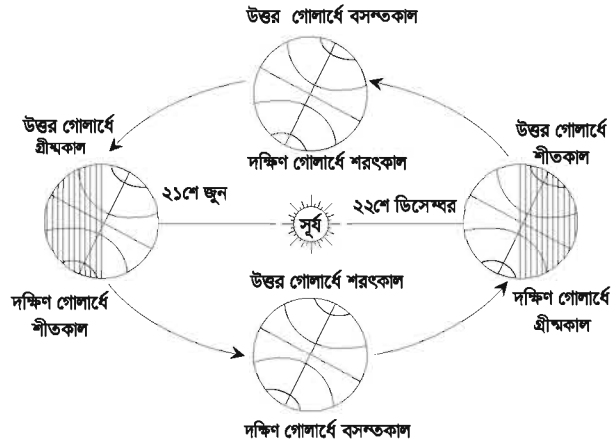 উত্তর গোলার্ধে বসন্তকাল
উত্তর গোলার্ধে
গ্রীষ্মকাল
উত্তর গোলার্ধে
শীতকাল
দক্ষিণ গোলার্ধে শরৎকাল
২১শে জুন
সূর্য
২২শে ডিসেম্বর
উত্তর গোলার্ধে শরৎকাল
দক্ষিণ গোলার্ধে
শীতকাল
দক্ষিণ গোলার্ধে
গ্রীষ্মকাল
দক্ষিণ গোলার্ধে বসন্তকাল